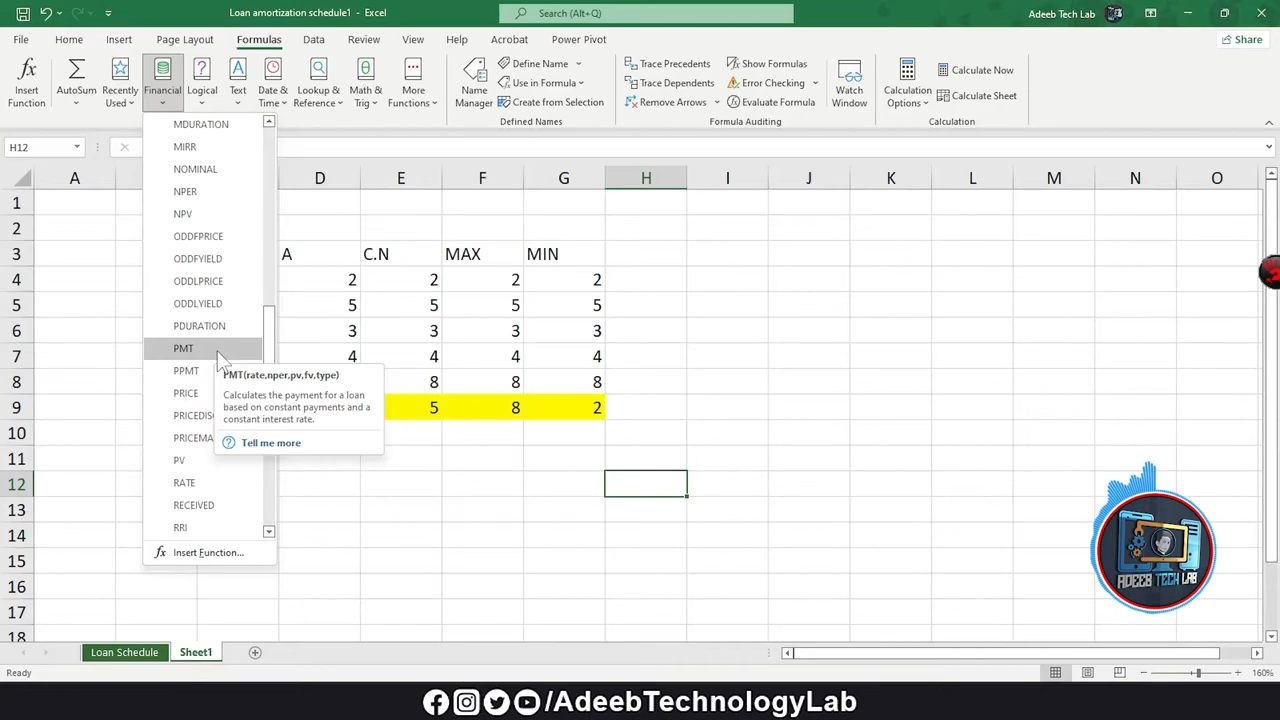 Loan amortization schedule1 - Excel
Search (Alt+Q)
Adeeb Tech Lab
File Home Insert Page Layout Formulas Data Review View Help Acrobat Power Pivot
Share
fx
Insert Function
AutoSum
Recently Used
Financial
Logical
Text
Date & Time
Lookup & Reference
Math & Trig
More Functions
Name Manager
Define Name
Use in Formula
Create from Selection
Defined Names
Trace Precedents
Trace Dependents
Remove Arrows
Show Formulas
Error Checking
Evaluate Formula
Formula Auditing
Watch Window
Calculation Options
Calculate Now
Calculate Sheet
Calculation
H12
MDURATION
MIRR
NOMINAL
NPER
NPV
ODDFPRICE
ODDFYIELD
ODDLPRICE
ODDLYIELD
PDURATION
PMT
PPMT
PRICE
PRICEDIS
PRICEMA
PV
RATE
RECEIVED
RRI
fx Insert Function...
PMT(rate,nper,pv,fv,type)
Calculates the payment for a loan
based on constant payments and a
constant interest rate.
Tell me more
A D E F G H I J K L M N O
1
2
3 A C.N MAX MIN
4 2 2 2 2
5 5 5 5 5
6 3 3 3 3
7 4 4 4 4
8 8 8 8
9 5 8 2
10
11
12
13
14
15
16
17
18
ADEEB TECH LAB
Loan Schedule Sheet1
Ready
160%
/AdeebTechnologyLab